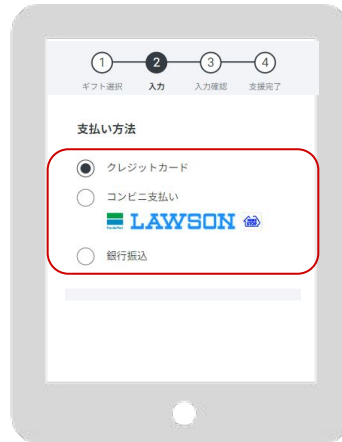 1 2 3 4
ギフト選択 入力 入力確認 支援完了
支払い方法
クレジットカード
コンビニ支払い
FamilyMart LAWSON
銀行振込